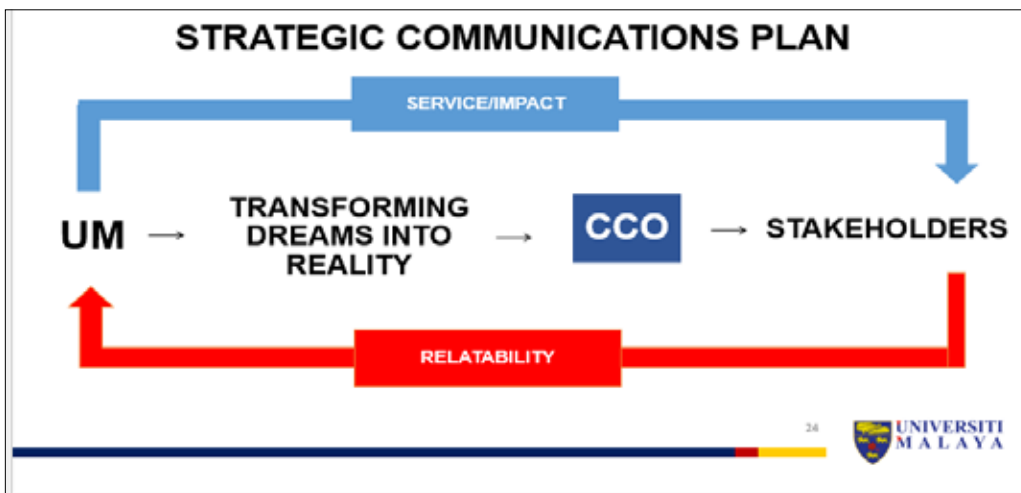 STRATEGIC COMMUNICATIONS PLAN
SERVICE/IMPACT
UM
TRANSFORMING
DREAMS INTO
REALITY
CCO
STAKEHOLDERS
RELATABILITY
24
UNIVERSITI
MALAYA